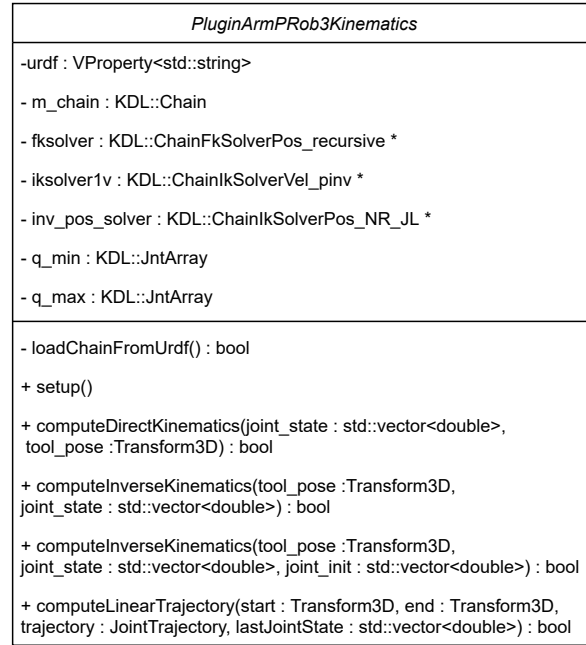 PluginArmPRob3Kinematics
-urdf : VProperty<std::string>
- m_chain : KDL::Chain
- fksolver : KDL::ChainFkSolverPos_recursive *
- iksolver1v : KDL::ChainIkSolverVel_pinv *
- inv_pos_solver : KDL::ChainIkSolverPos_NR_JL *
- q_min : KDL::JntArray
- q_max : KDL::JntArray
- loadChainFromUrdf() : bool
+ setup()
+ computeDirectKinematics(joint_state : std::vector<double>,
tool_pose :Transform3D) : bool
+ computeInverseKinematics(tool_pose :Transform3D,
joint_state : std::vector<double>) : bool
+ computeInverseKinematics(tool_pose :Transform3D,
joint_state : std::vector<double>, joint_init : std::vector<double>) : bool
+ computeLinearTrajectory(start : Transform3D, end : Transform3D,
trajectory : JointTrajectory, lastJointState : std::vector<double>) : bool